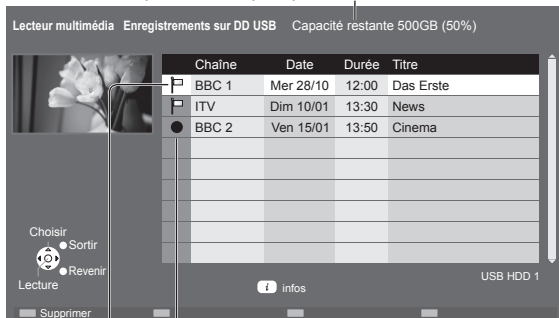 Lecteur multimédia Enregistrements sur DD USB Capacité restante 500GB (50%)
Chaîne Date Durée Titre
BBC 1 Mer 28/10 12:00 Das Erste
ITV Dim 10/01 13:30 News
BBC 2 Ven 15/01 13:50 Cinema
Choisir
Sortir
Revenir
Lecture
USB HDD 1
i infos
Supprimer